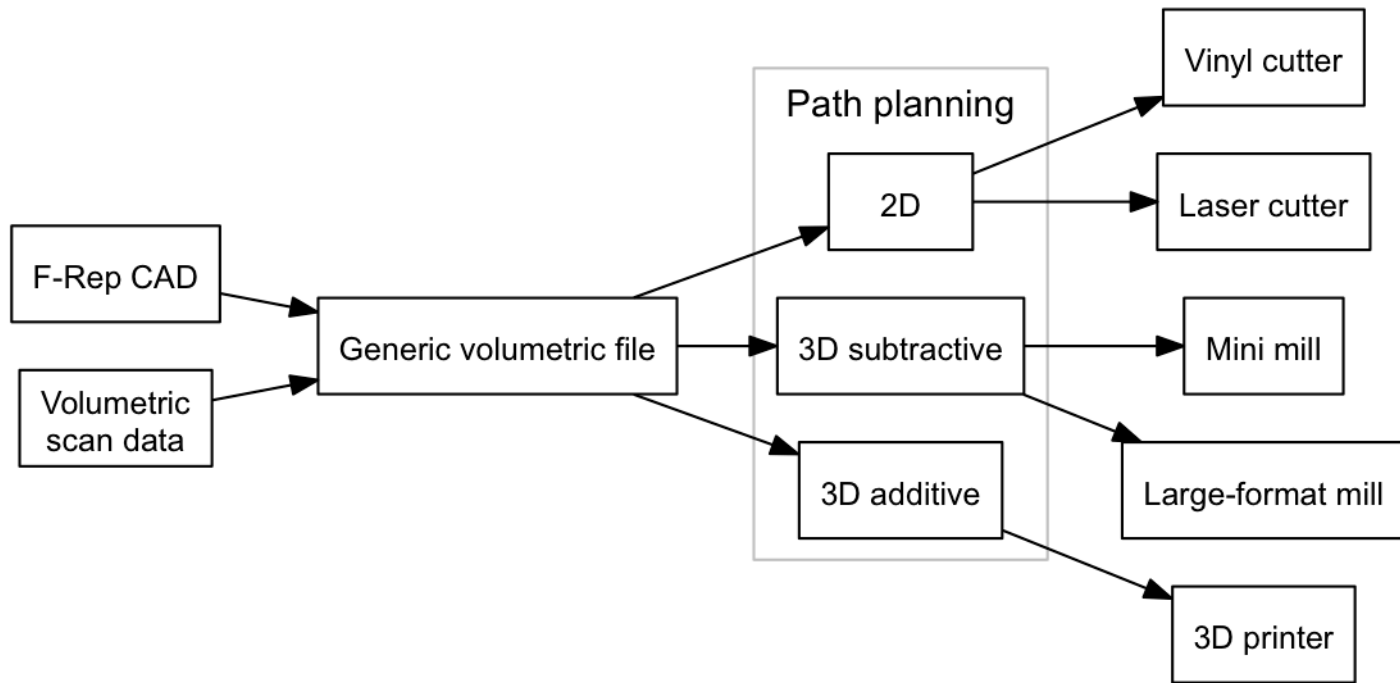 F-Rep CAD
Volumetric
scan data
Generic volumetric file
Path planning
2D
3D subtractive
3D additive
Vinyl cutter
Laser cutter
Mini mill
Large-format mill
3D printer